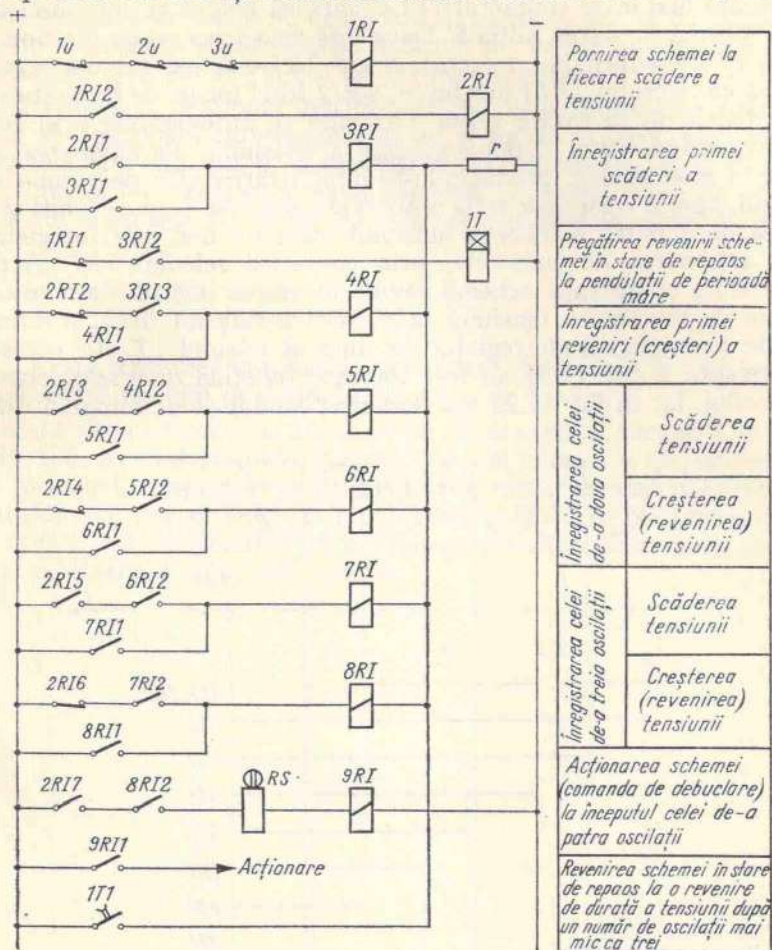 +
−
1u 2u 3u 1RI
1RI2 2RI
2RI1 3RI r
3RI1
1RI1 3RI2 1T
2RI2 3RI3 4RI
4RI1
2RI3 4RI2 5RI
5RI1
2RI4 5RI2 6RI
6RI1
2RI5 6RI2 7RI
7RI1
2RI6 7RI2 8RI
8RI1
2RI7 8RI2 RS 9RI
9RI1 Acționare
1T1
Pornirea schemei la
fiecare scădere a
tensiunii
Înregistrarea primei
scăderi a
tensiunii
Pregătirea revenirii sche-
mei în stare de repaos
la pendulații de perioadă
mare
Înregistrarea primei
reveniri (creșteri) a
tensiunii
Înregistrarea celei
de-a doua oscilații
Scăderea
tensiunii
Creșterea
(revenirea)
tensiunii
Înregistrarea celei
de-a treia oscilații
Scăderea
tensiunii
Creșterea
(revenirea)
tensiunii
Acționarea schemei
(comanda de debuclare)
la începutul celei de-a
patra oscilații
Revenirea schemei în stare
de repaos la o revenire
de durată a tensiunii după
un număr de oscilații mai
mic ca trei